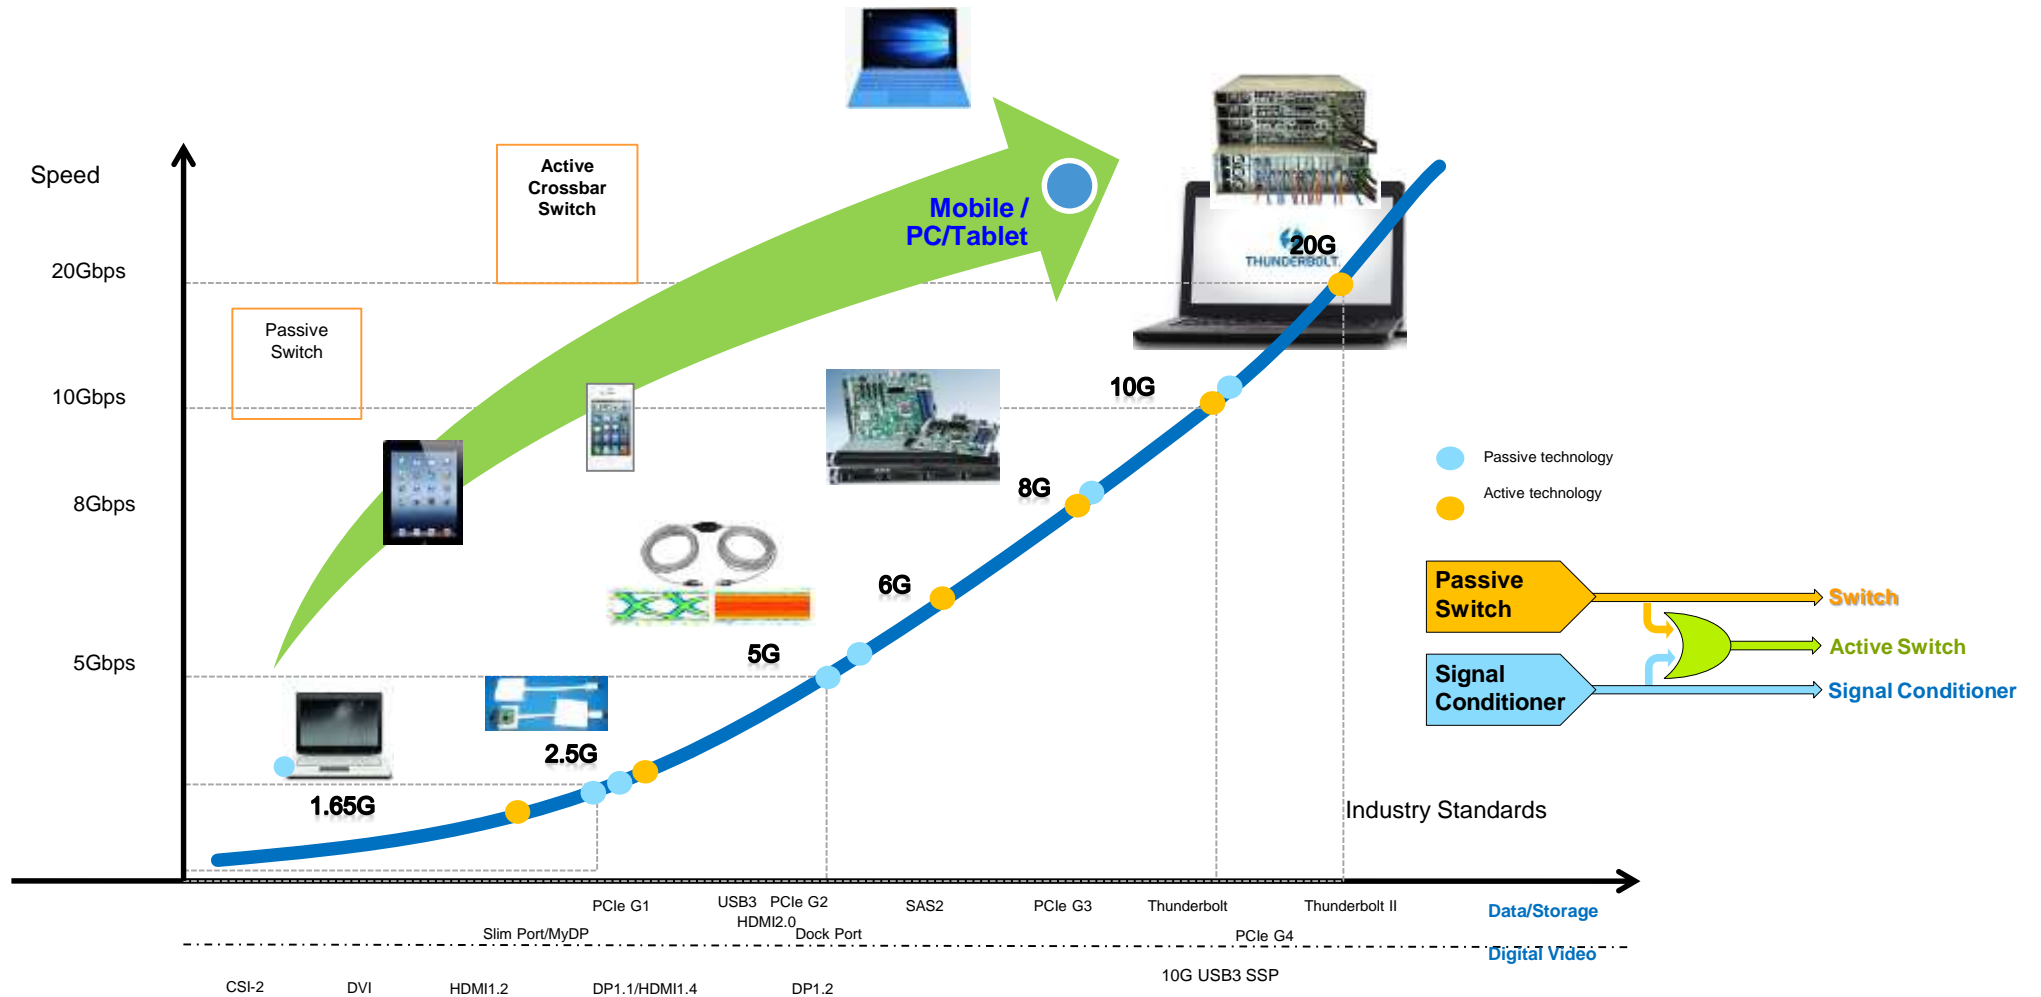 Speed
Active
Crossbar
Switch
Mobile /
PC/Tablet
20G
THUNDERBOLT.
20Gbps
Passive
Switch
10Gbps
10G
8Gbps
8G
Passive technology
Active technology
6G
Passive
Switch
Switch
Active Switch
Signal
Conditioner
Signal Conditioner
5Gbps
5G
2.5G
1.65G
Industry Standards
PCIe G1
USB3
PCIe G2
SAS2
PCIe G3
Thunderbolt
Thunderbolt II
Data/Storage
HDMI2.0
Slim Port/MyDP
Dock Port
PCIe G4
Digital Video
10G USB3 SSP
CSI-2
DVI
HDMI1.2
DP1.1/HDMI1.4
DP1.2